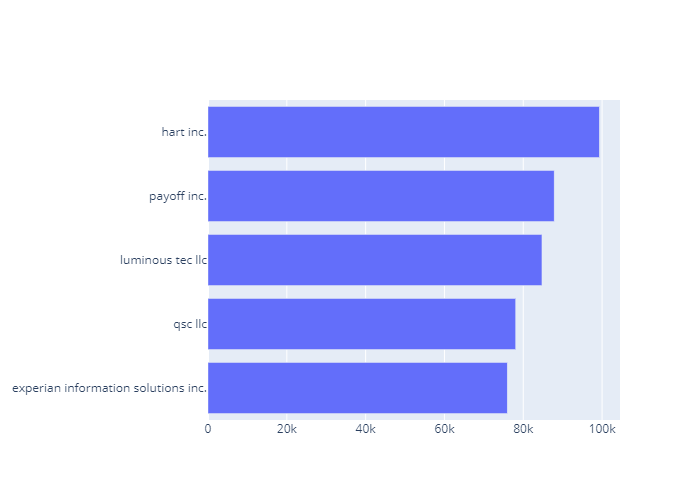 hart inc.
payoff inc.
luminous tec llc
qsc llc
experian information solutions inc.
0 20k 40k 60k 80k 100k